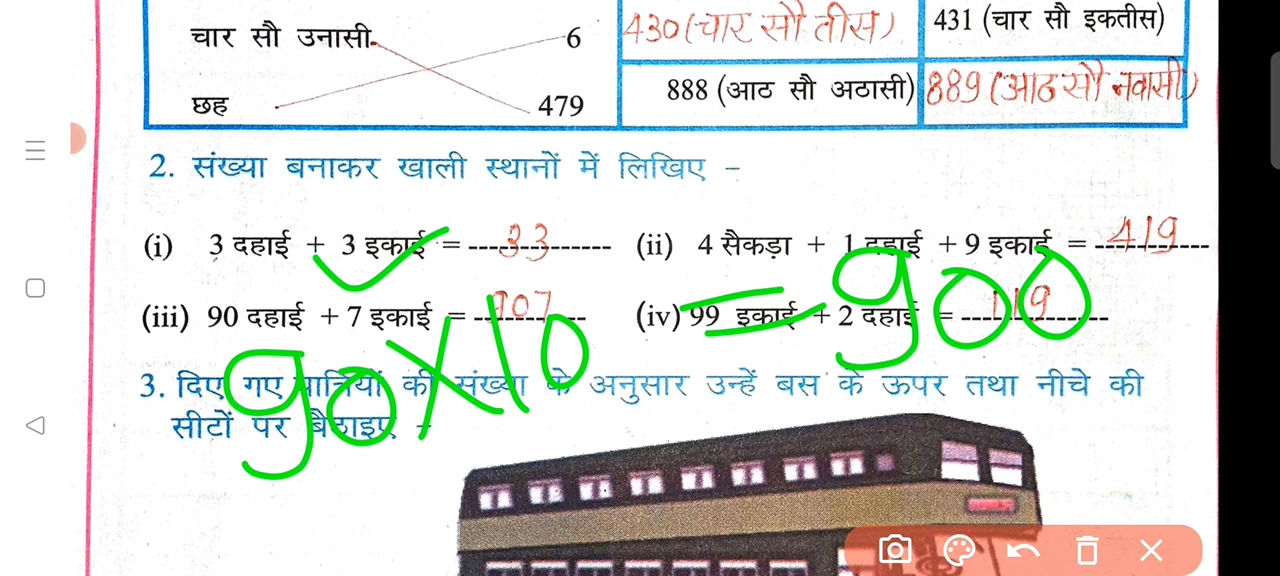 चार सौ उनासी 6
छह 479
430 (चार सौ तीस) 431 (चार सौ इकतीस)
888 (आठ सौ अठासी) 889 (आठ सौ नवासी)
2. संख्या बनाकर खाली स्थानों में लिखिए -
(i) 3 दहाई + 3 इकाई = 33 (ii) 4 सैकड़ा + 1 दहाई + 9 इकाई = 419
(iii) 90 दहाई + 7 इकाई = 907 (iv) 99 इकाई + 2 दहाई = 119
90×10 = 900
3. दिए गए यात्रियों की संख्या के अनुसार उन्हें बस के ऊपर तथा नीचे की
सीटों पर बैठाइए -